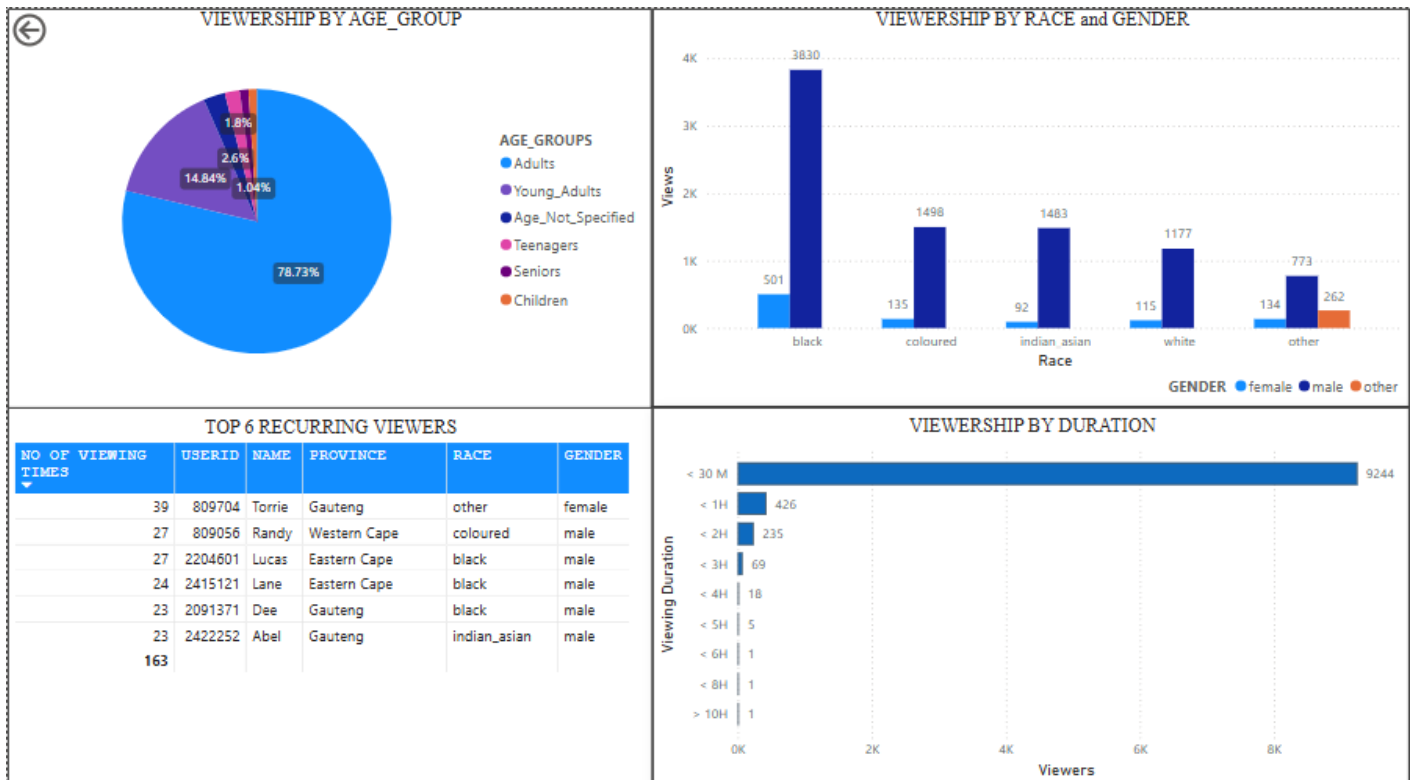 VIEWERSHIP BY AGE_GROUP
1.8%
2.6%
14.84%
1.04%
78.73%
AGE_GROUPS
Adults
Young_Adults
Age_Not_Specified
Teenagers
Seniors
Children
VIEWERSHIP BY RACE and GENDER
Views
4K
3K
2K
1K
0K
3830
501
1498
135
1483
92
1177
115
773
134
262
black coloured indian_asian white other
Race
GENDER female male other
TOP 6 RECURRING VIEWERS
NO OF VIEWING TIMES USERID NAME PROVINCE RACE GENDER
39 809704 Torrie Gauteng other female
27 809056 Randy Western Cape coloured male
27 2204601 Lucas Eastern Cape black male
24 2415121 Lane Eastern Cape black male
23 2091371 Dee Gauteng black male
23 2422252 Abel Gauteng indian_asian male
163
VIEWERSHIP BY DURATION
Viewing Duration
< 30 M 9244
< 1H 426
< 2H 235
< 3H 69
< 4H 18
< 5H 5
< 6H 1
< 8H 1
> 10H 1
0K 2K 4K 6K 8K
Viewers